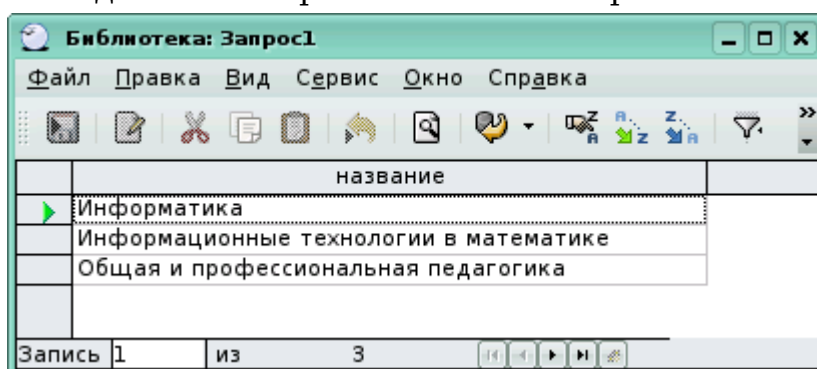 Библиотека: Запрос1
Файл Правка Вид Сервис Окно Справка
название
Информатика
Информационные технологии в математике
Общая и профессиональная педагогика
Запись 1 из 3